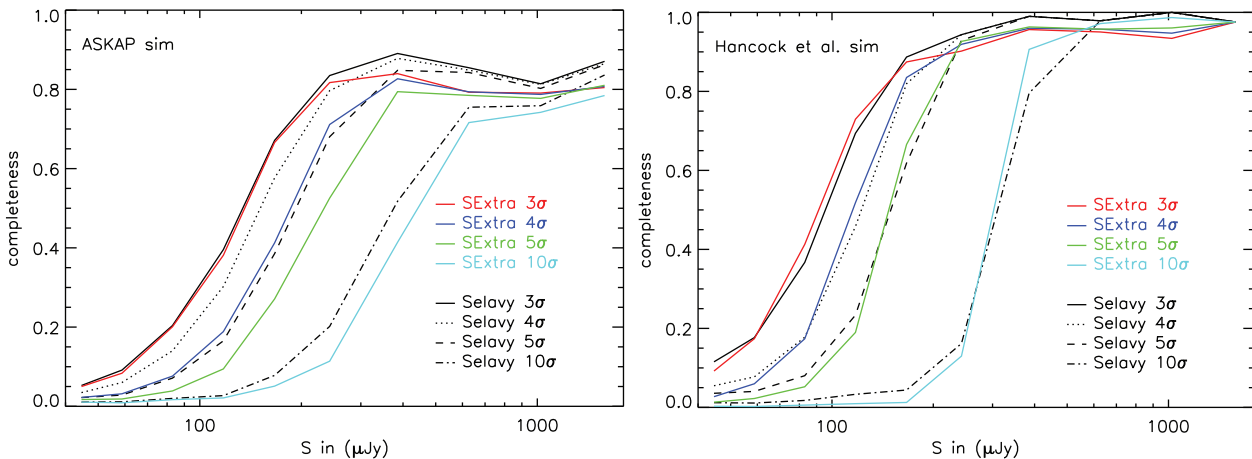 1.0
ASKAP sim
0.8
0.6
completeness
0.4
0.2
0.0
SExtra 3σ
SExtra 4σ
SExtra 5σ
SExtra 10σ
Selavy 3σ
Selavy 4σ
Selavy 5σ
Selavy 10σ
100
1000
S in (μJy)
1.0
Hancock et al. sim
0.8
0.6
completeness
0.4
0.2
0.0
SExtra 3σ
SExtra 4σ
SExtra 5σ
SExtra 10σ
Selavy 3σ
Selavy 4σ
Selavy 5σ
Selavy 10σ
100
1000
S in (μJy)